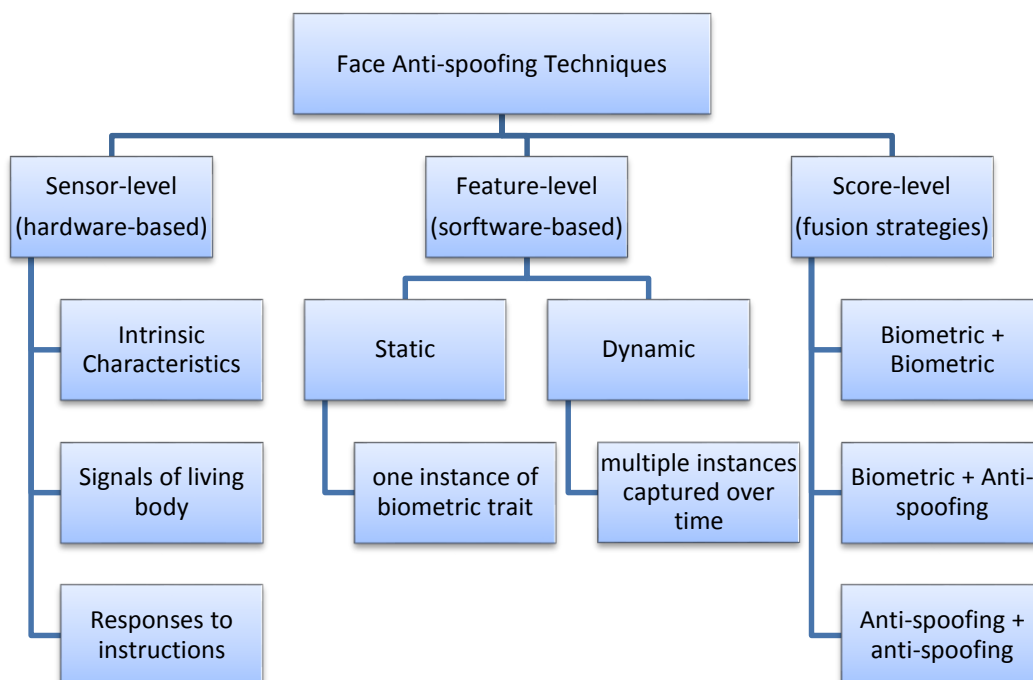 Face Anti-spoofing Techniques
Sensor-level
(hardware-based)
Feature-level
(sorftware-based)
Score-level
(fusion strategies)
Intrinsic
Characteristics
Signals of living
body
Responses to
instructions
Static
one instance of
biometric trait
Dynamic
multiple instances
captured over
time
Biometric +
Biometric
Biometric + Anti-
spoofing
Anti-spoofing +
anti-spoofing